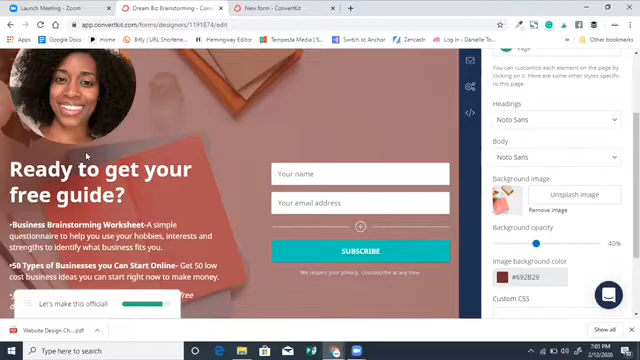 Launch Meeting - Zoom
Dream Biz Brainstorming - Conve
New form - ConvertKit
app.convertkit.com/forms/designers/1191874/edit
Apps
Google Docs
Home
Bitly | URL Shortene...
Hemingway Editor
Tempesta Media | C...
Switch to Anchor
Zencastr
Log In : Danielle To...
Other bookmarks
Ready to get your
free guide?
•Business Brainstorming Worksheet-A simple
questionnaire to help you use your hobbies, interests and
strengths to identify what business fits you.
•50 Types of Businesses you Can Start Online- Get 50 low
cost business ideas you can start right now to make money.
free
Let's make this official!
Your name
Your email address
SUBSCRIBE
We respect your privacy. Unsubscribe at any time.
Page
You can customize each element on the page by
clicking on it. Here are some other styles specific
to this page.
Headings
Noto Sans
Body
Noto Sans
Background image
Unsplash image
Remove image
Background opacity
40%
Image background color
#692B29
Custom CSS
Website Design Ch....pdf
Show all
Type here to search
7:01 PM
2/12/2020